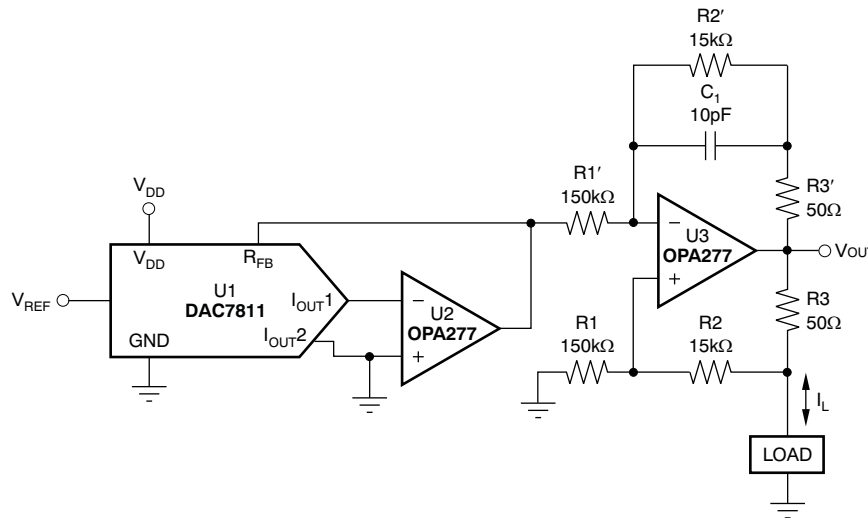 R2′
15kΩ
C1
10pF
R1′
150kΩ
R3′
50Ω
VDD
VDD
RFB
U1
DAC7811
IOUT1
IOUT2
GND
VREF
−
U2
OPA277
+
−
U3
OPA277
+
VOUT
R3
50Ω
R1
150kΩ
R2
15kΩ
IL
LOAD